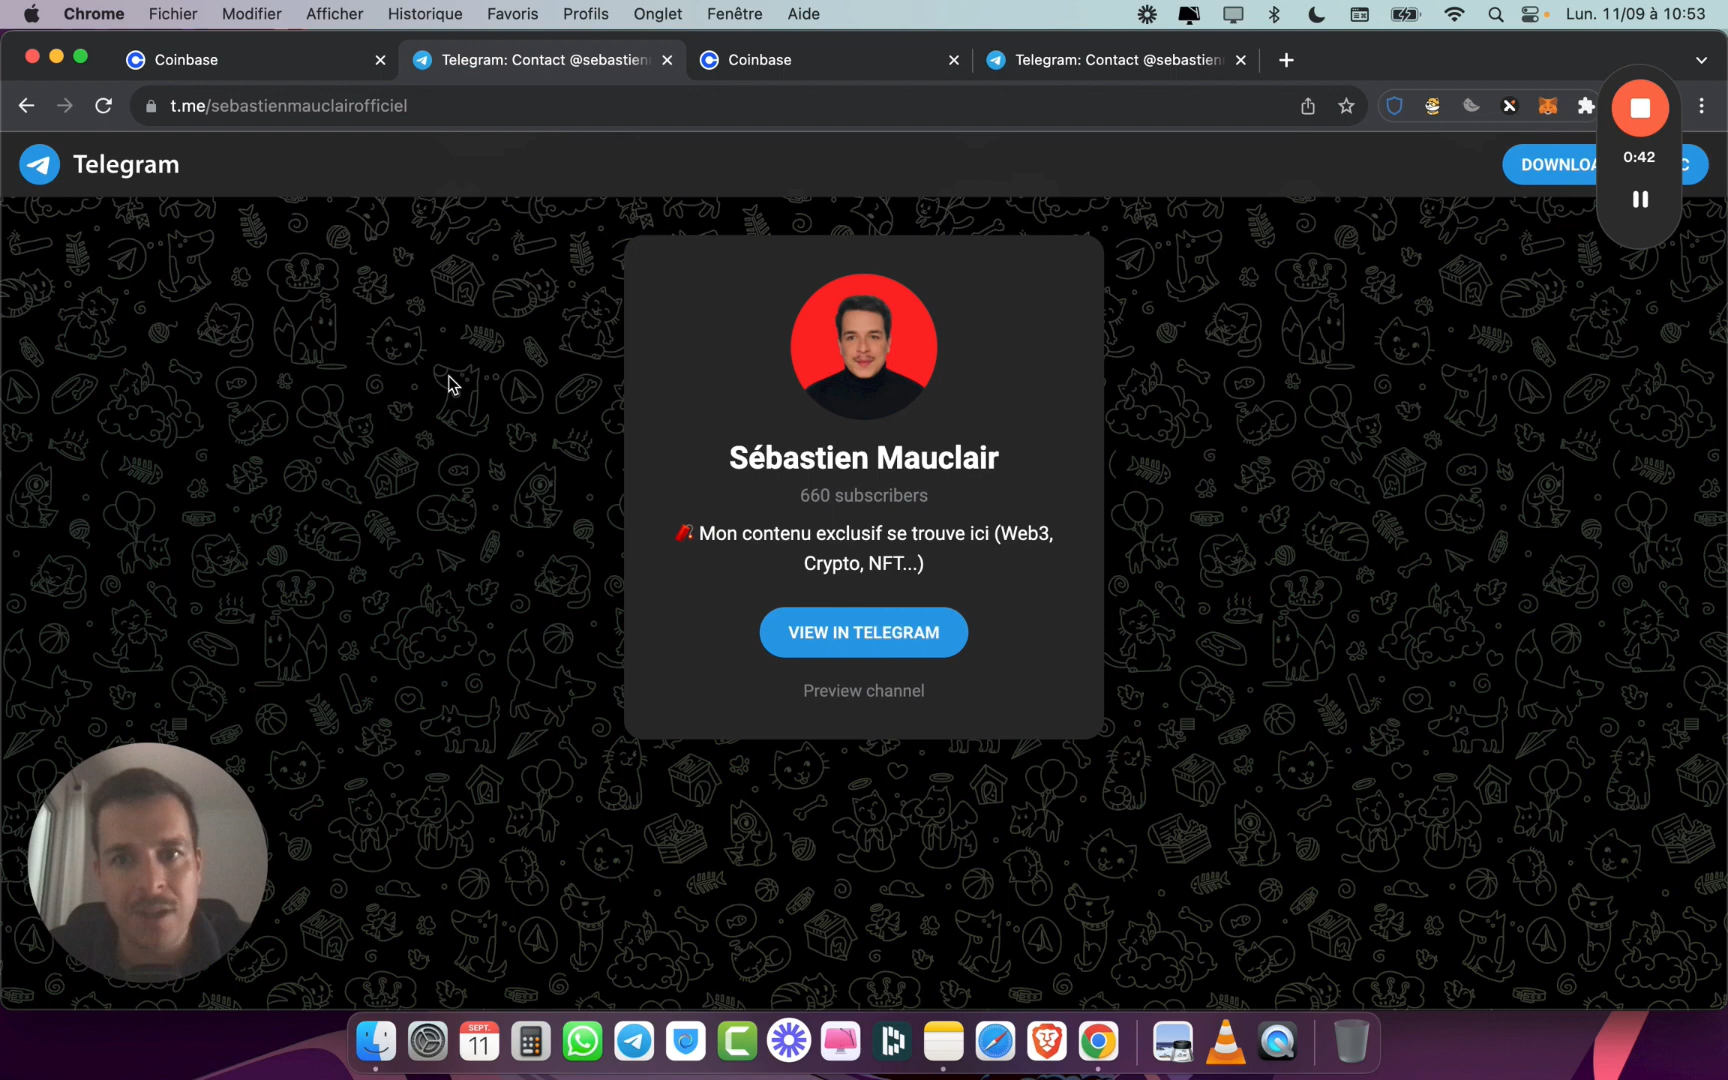 Chrome Fichier Modifier Afficher Historique Favoris Profils Onglet Fenêtre Aide Lun. 11/09 à 10:53
Coinbase Telegram: Contact @sebastien Coinbase Telegram: Contact @sebastien
t.me/sebastienmauclairofficiel
0:42
Telegram
DOWNLOA C
Sébastien Mauclair
660 subscribers
Mon contenu exclusif se trouve ici (Web3,
Crypto, NFT...)
VIEW IN TELEGRAM
Preview channel
SEPT.
11